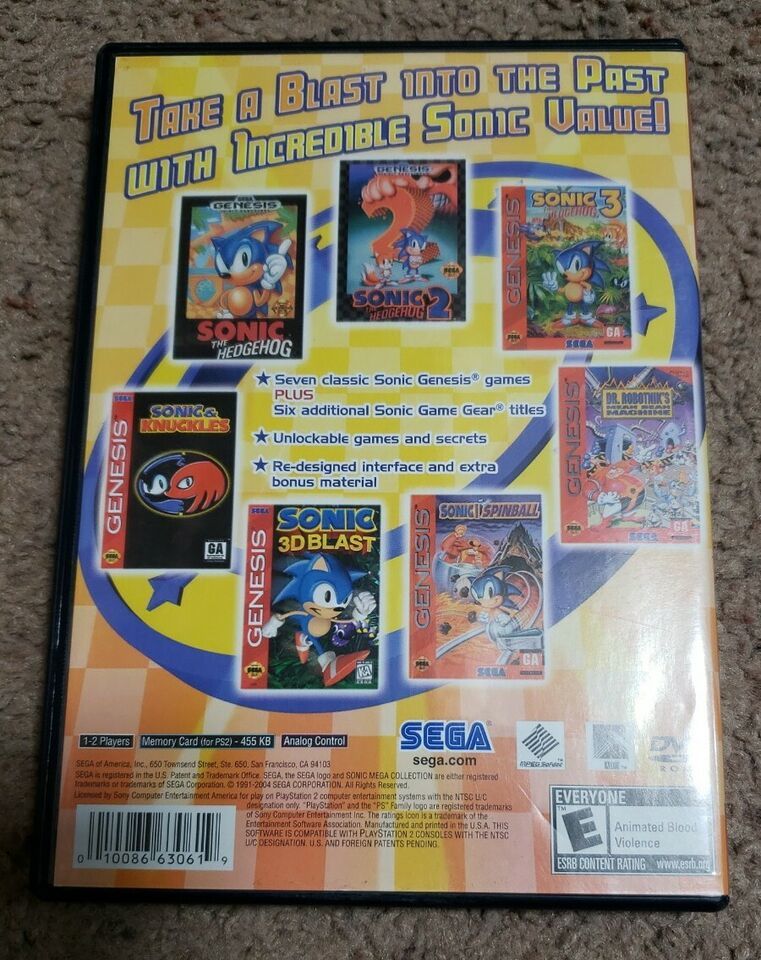 TAKE A BLAST INTO THE PAST
WITH INCREDIBLE SONIC VALUE!
SEGA
GENESIS
SONIC
THE HEDGEHOG
GENESIS
2
SEGA
SONIC
THE HEDGEHOG 2
GENESIS
SONIC 3
THE HEDGEHOG
GA
SEGA
★ Seven classic Sonic Genesis® games
PLUS
Six additional Sonic Game Gear® titles
★ Unlockable games and secrets
★ Re-designed interface and extra
bonus material
SEGA
GENESIS
SONIC &
KNUCKLES
GA
GENESIS
DR. ROBOTNIK'S
MEAN BEAN
MACHINE
GA
SEGA
SEGA
GENESIS
SONIC
3D BLAST
GENESIS
SONIC SPINBALL
GA
SEGA
1-2 Players
Memory Card (for PS2) - 455 KB
Analog Control
SEGA®
sega.com
DVD
ROM
SEGA of America, Inc., 650 Townsend Street, Ste. 650, San Francisco, CA 94103
SEGA is registered in the U.S. Patent and Trademark Office. SEGA, the SEGA logo and SONIC MEGA COLLECTION are either registered
trademarks or trademarks of SEGA Corporation. © 1991-2004 SEGA CORPORATION. All Rights Reserved.
Licensed by Sony Computer Entertainment America for play on PlayStation 2 computer entertainment systems with the NTSC U/C
designation only. "PlayStation" and the "PS" Family logo are registered trademarks
of Sony Computer Entertainment Inc. The ratings icon is a trademark of the
Entertainment Software Association. Manufactured and printed in the U.S.A. THIS
SOFTWARE IS COMPATIBLE WITH PLAYSTATION 2 CONSOLES WITH THE NTSC
U/C DESIGNATION. U.S. AND FOREIGN PATENTS PENDING.
0 10086 63061 9
EVERYONE
E
Animated Blood
Violence
ESRB CONTENT RATING www.esrb.org